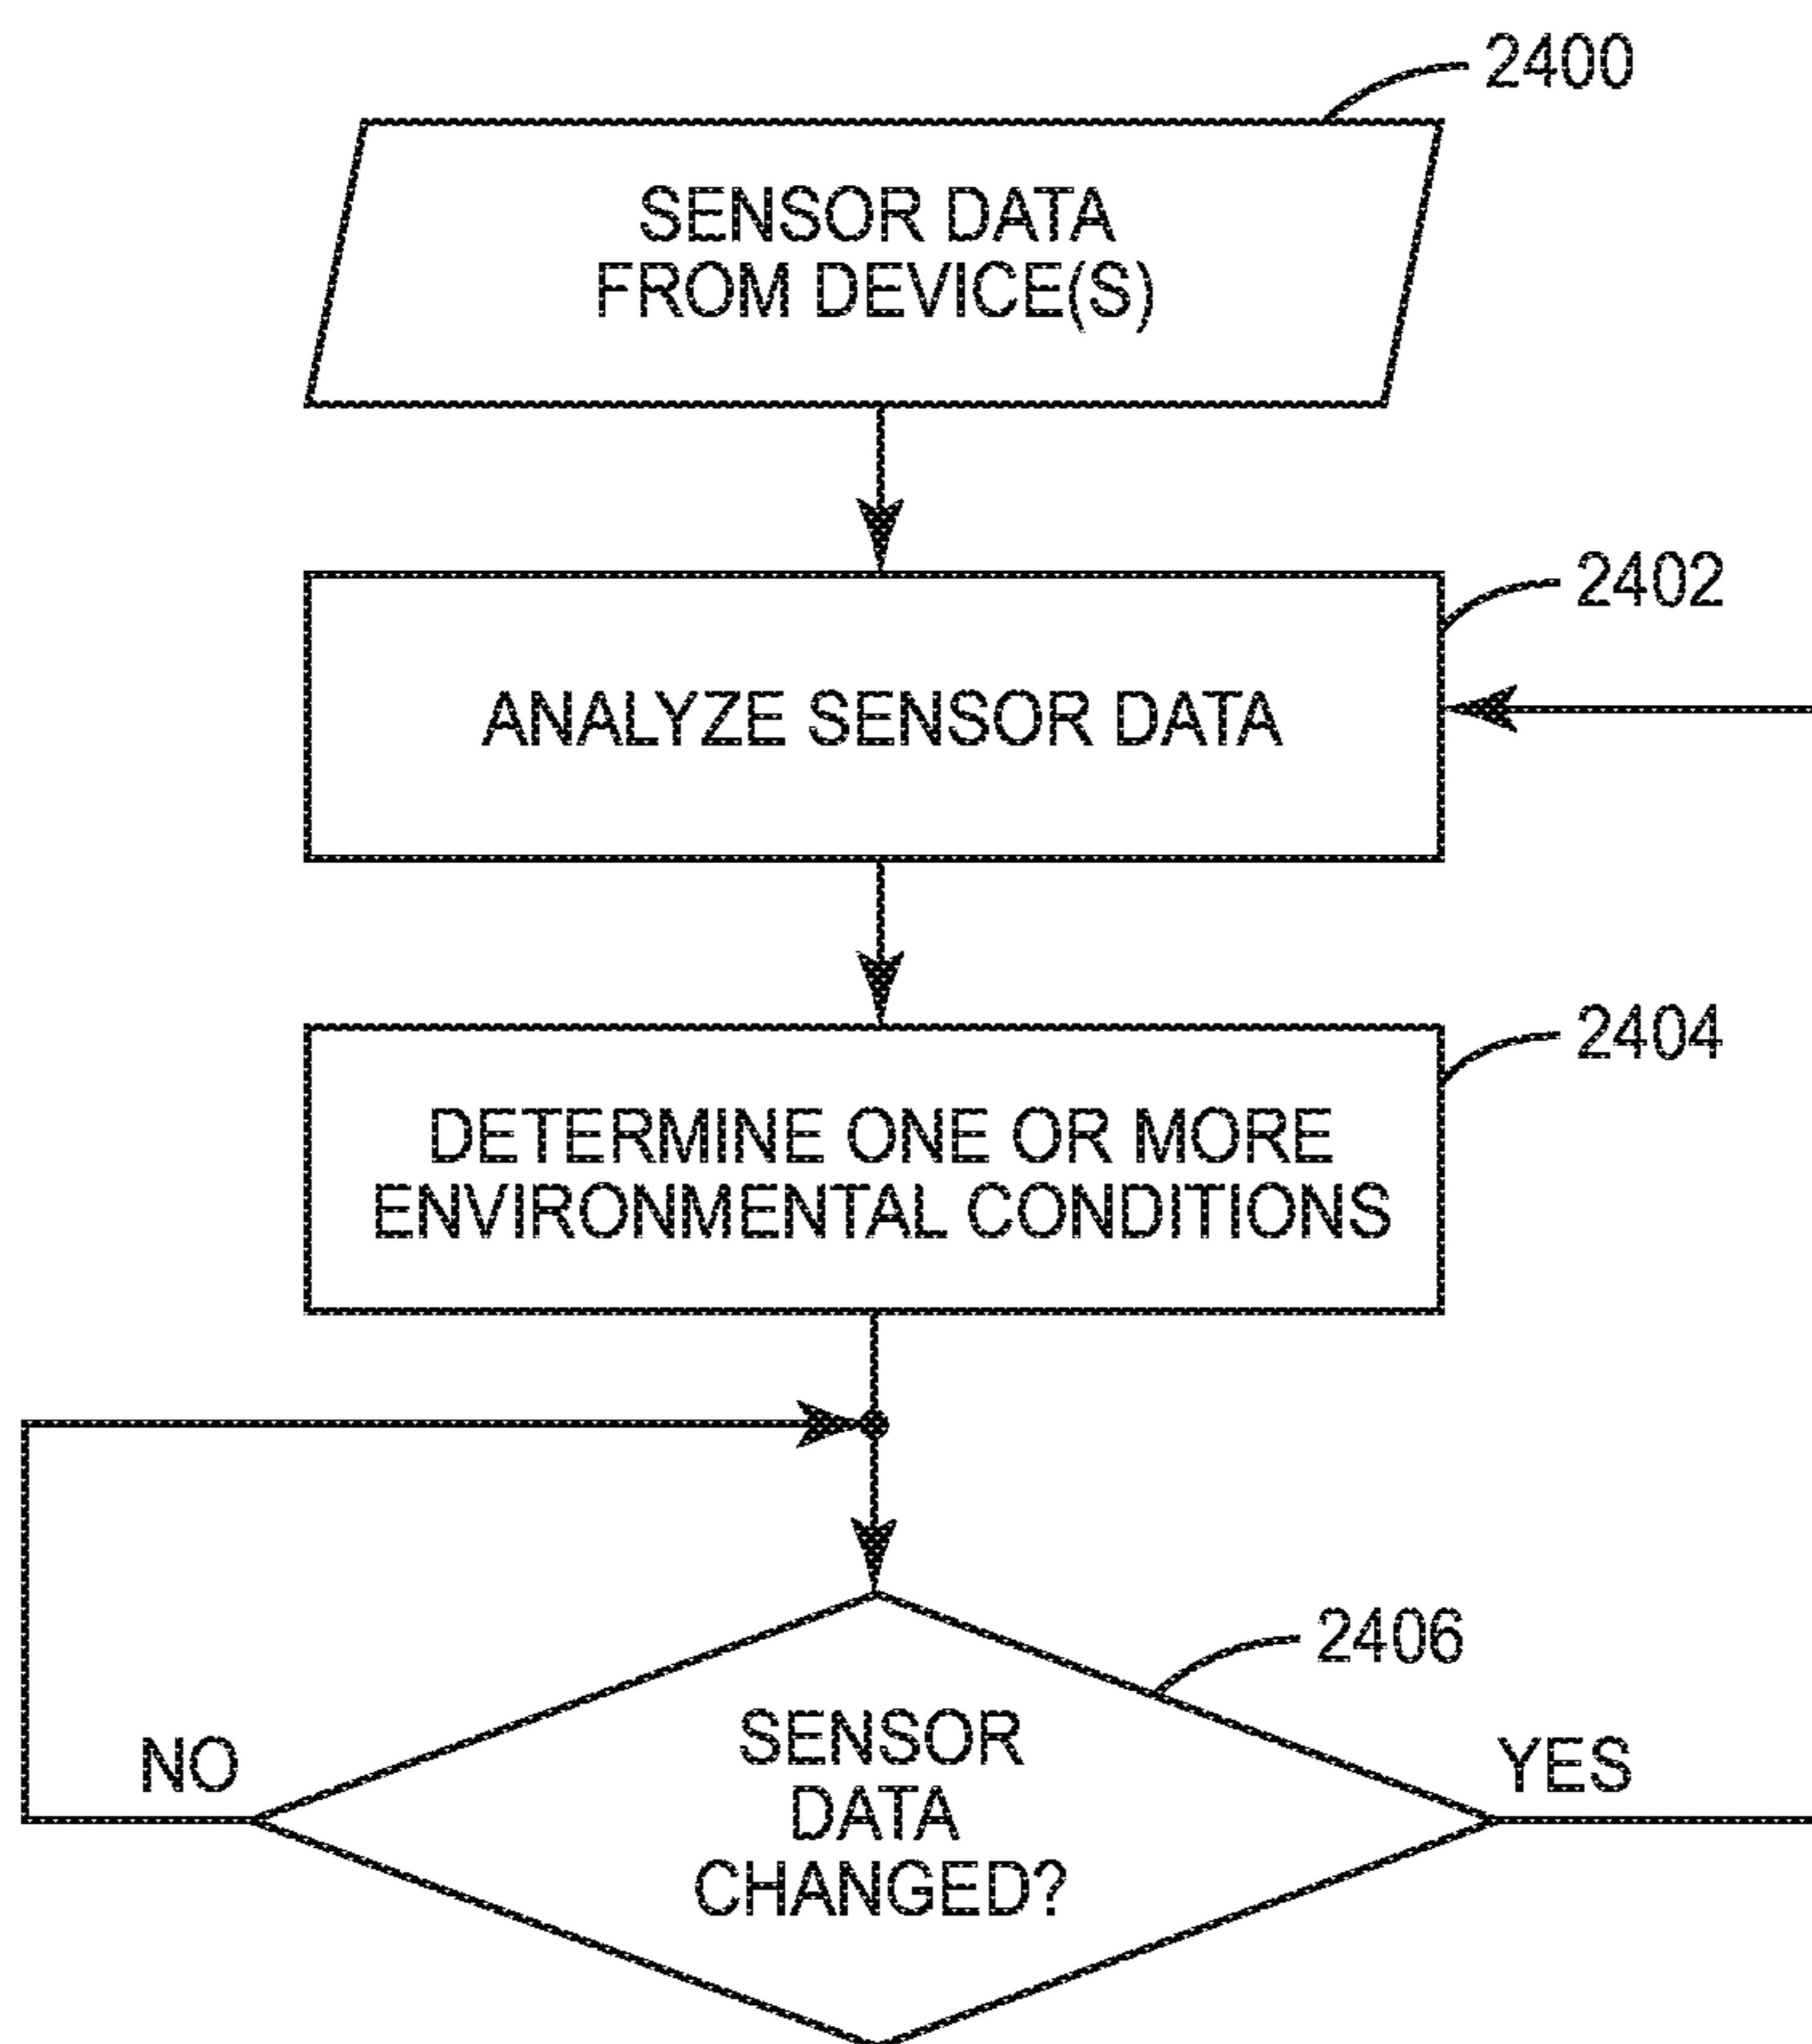 2400
SENSOR DATA
FROM DEVICE(S)
2402
ANALYZE SENSOR DATA
2404
DETERMINE ONE OR MORE
ENVIRONMENTAL CONDITIONS
2406
NO
SENSOR
DATA
CHANGED?
YES